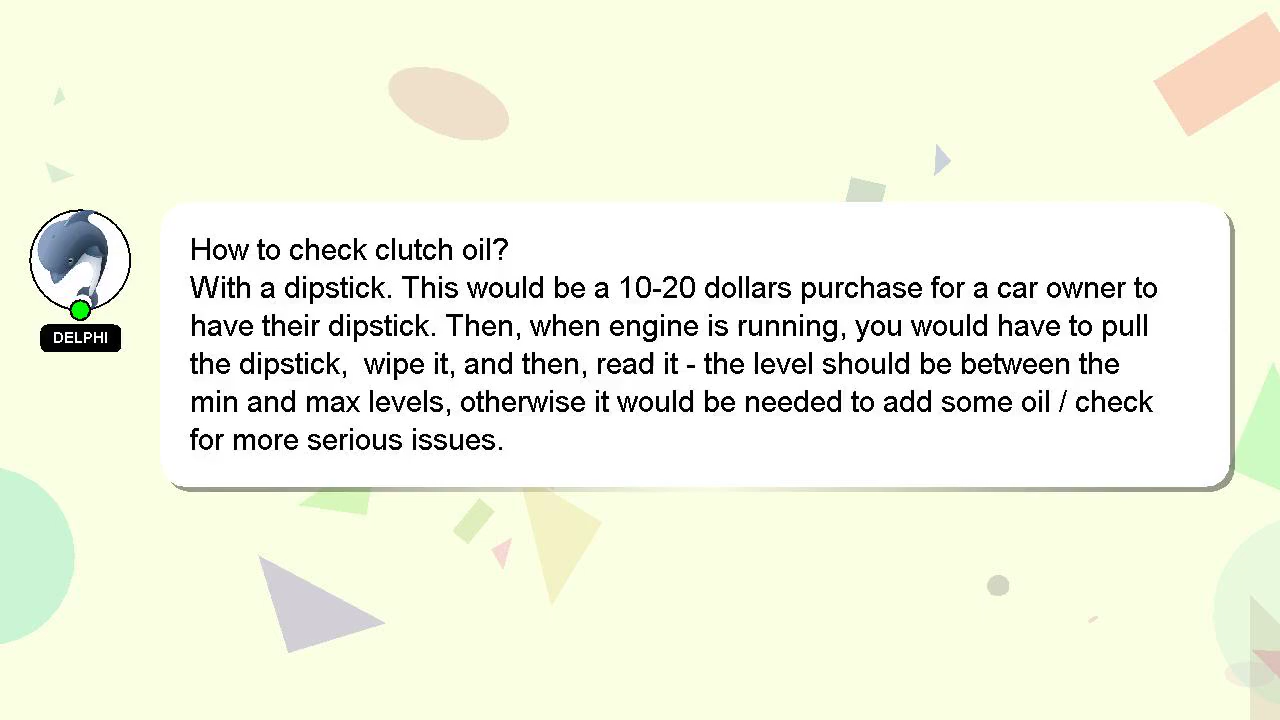 How to check clutch oil?
With a dipstick. This would be a 10-20 dollars purchase for a car owner to
have their dipstick. Then, when engine is running, you would have to pull
the dipstick,  wipe it, and then, read it - the level should be between the
min and max levels, otherwise it would be needed to add some oil / check
for more serious issues.
DELPHI